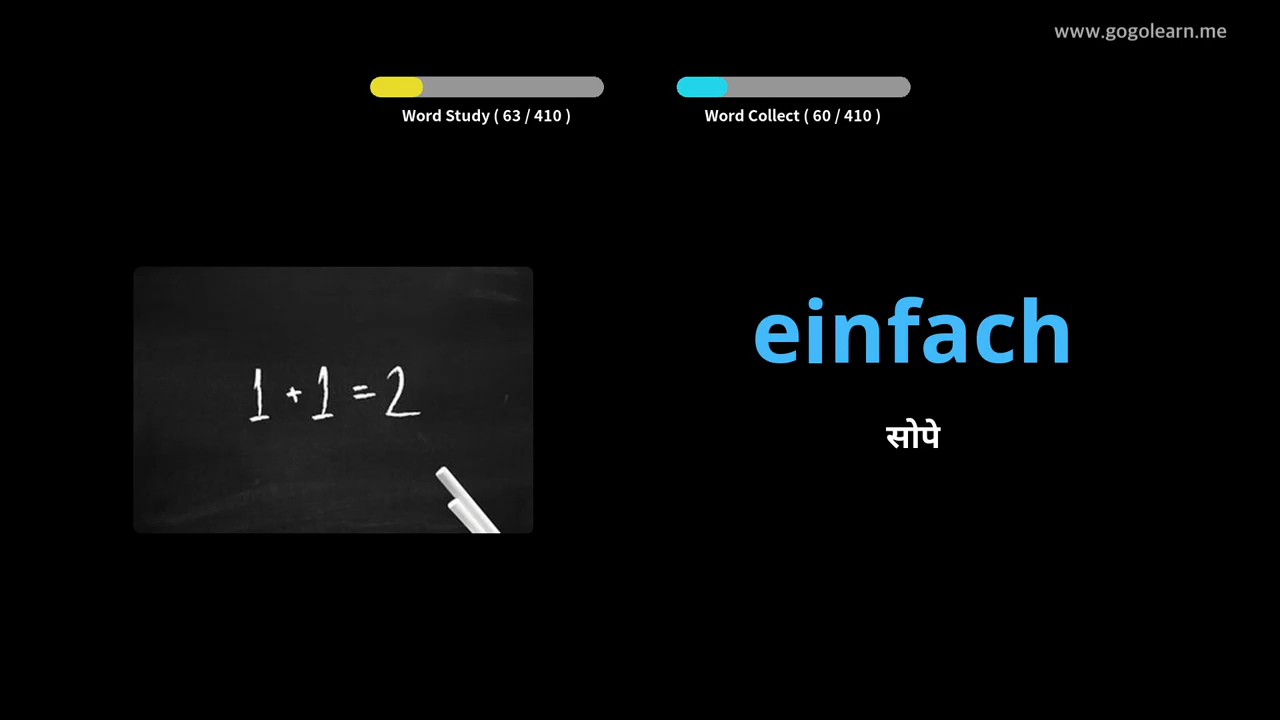 www.gogolearn.me
Word Study ( 63 / 410 )
Word Collect ( 60 / 410 )
1 + 1 = 2
einfach
सोपे